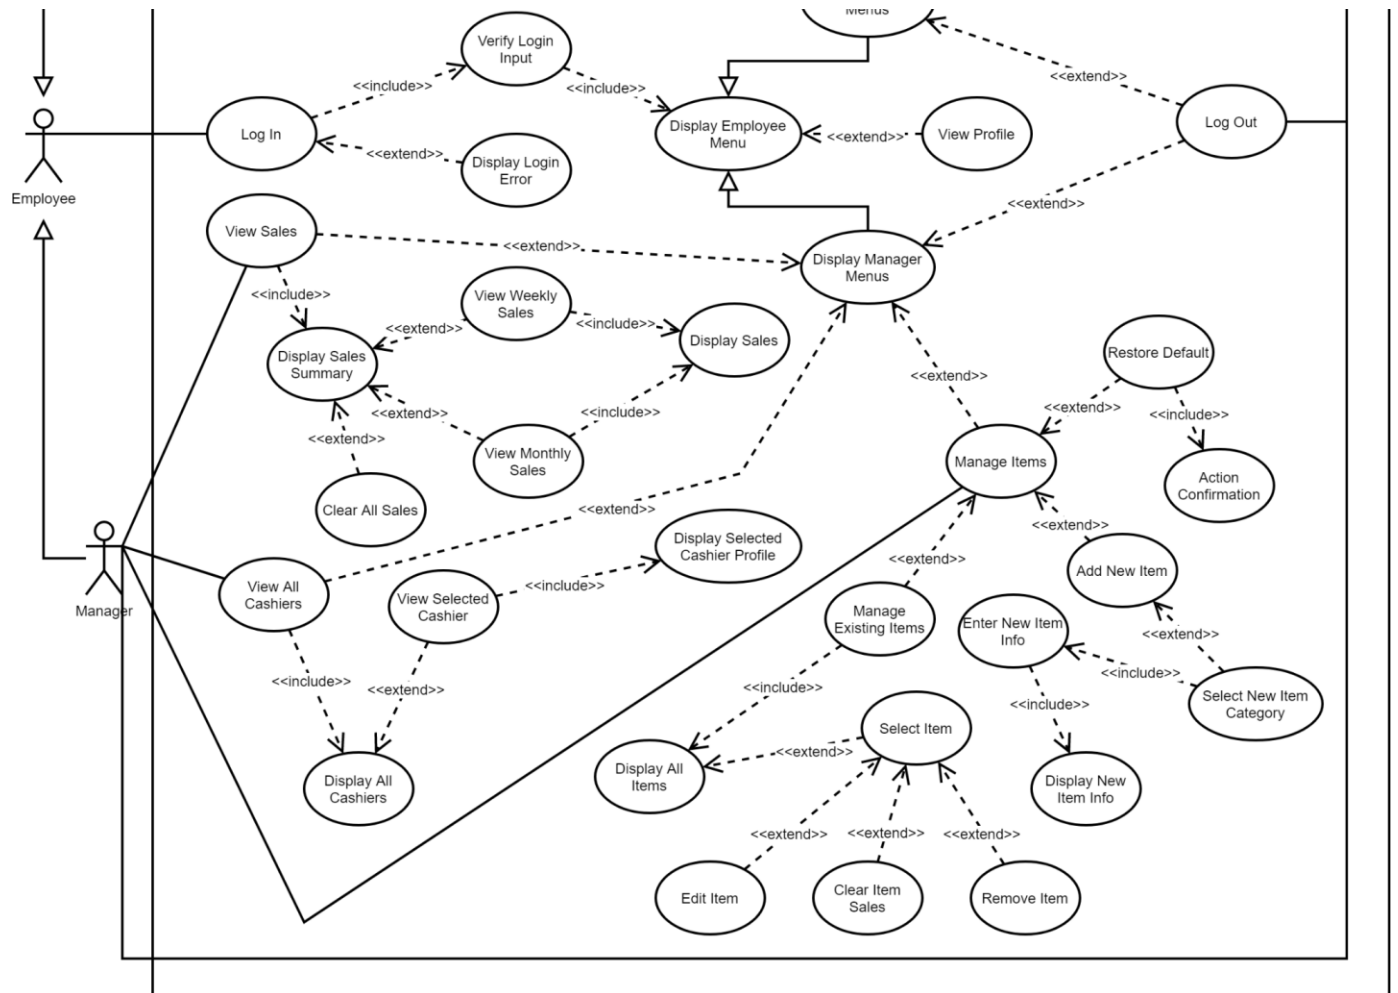 Menus
Verify Login
Input
<<extend>>
<<include>>
<<include>>
Log In
Display Employee
Menu
<<extend>>
View Profile
Log Out
<<extend>>
Display Login
Error
Employee
<<extend>>
View Sales
<<extend>>
Display Manager
Menus
<<include>>
View Weekly
Sales
<<extend>>
<<include>>
Display Sales
Display Sales
Summary
Restore Default
<<extend>>
<<extend>>
<<include>>
<<extend>>
<<include>>
<<extend>>
View Monthly
Sales
Manage Items
Action
Confirmation
Clear All Sales
<<extend>>
<<extend>>
Display Selected
Cashier Profile
<<extend>>
Add New Item
<<include>>
View All
Cashiers
View Selected
Cashier
Manager
Manage
Existing Items
Enter New Item
Info
<<extend>>
<<include>>
<<include>>
<<extend>>
<<include>>
Select New Item
Category
<<include>>
Select Item
<<extend>>
Display All
Cashiers
Display All
Items
Display New
Item Info
<<extend>>
<<extend>>
<<extend>>
Edit Item
Clear Item
Sales
Remove Item